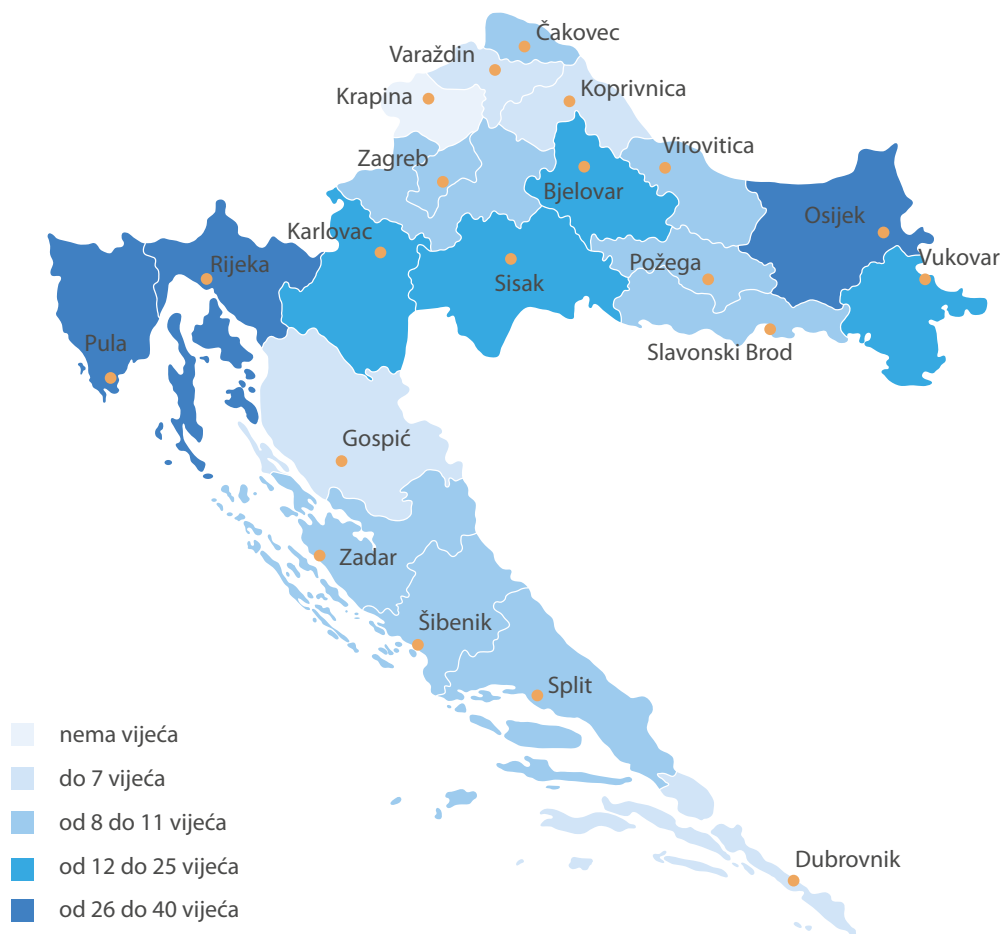 Čakovec
Varaždin
Krapina
Koprivnica
Zagreb
Virovitica
Bjelovar
Osijek
Karlovac
Vukovar
Rijeka
Sisak
Požega
Pula
Slavonski Brod
Gospić
Zadar
Šibenik
Split
nema vijeća
do 7 vijeća
od 8 do 11 vijeća
od 12 do 25 vijeća
od 26 do 40 vijeća
Dubrovnik